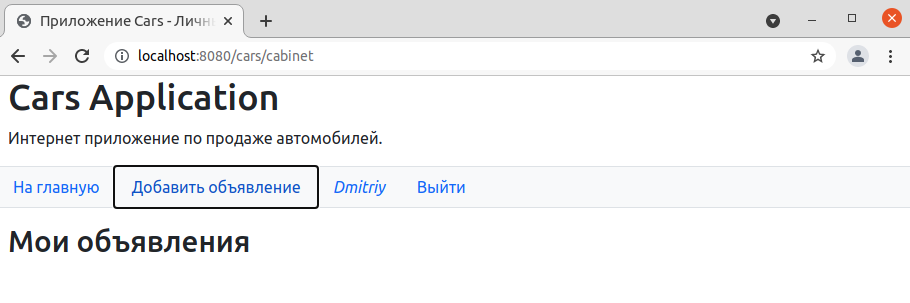 Приложение Cars - Личн
localhost:8080/cars/cabinet
Cars Application
Интернет приложение по продаже автомобилей.
На главную Добавить объявление Dmitriy Выйти
Мои объявления